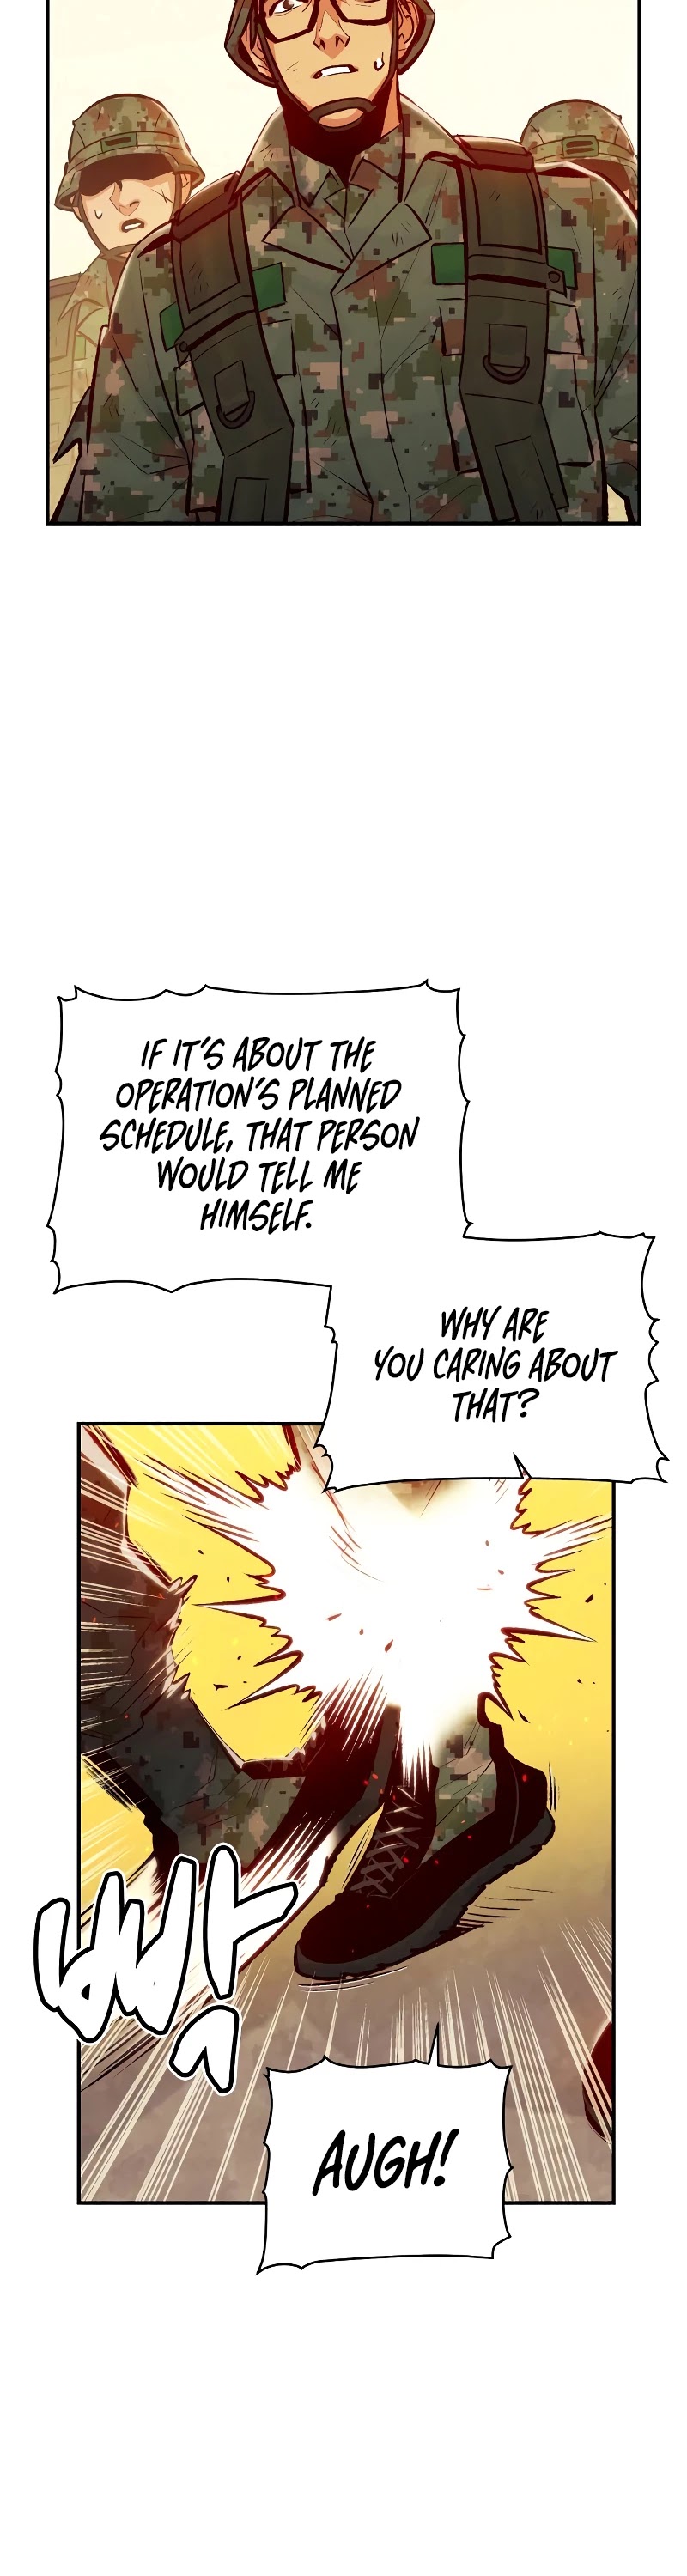 IF IT'S ABOUT THE
OPERATION'S PLANNED
SCHEDULE, THAT PERSON
WOULD TELL ME
HIMSELF.
WHY ARE
YOU CARING ABOUT
THAT?
빡
AUGH!